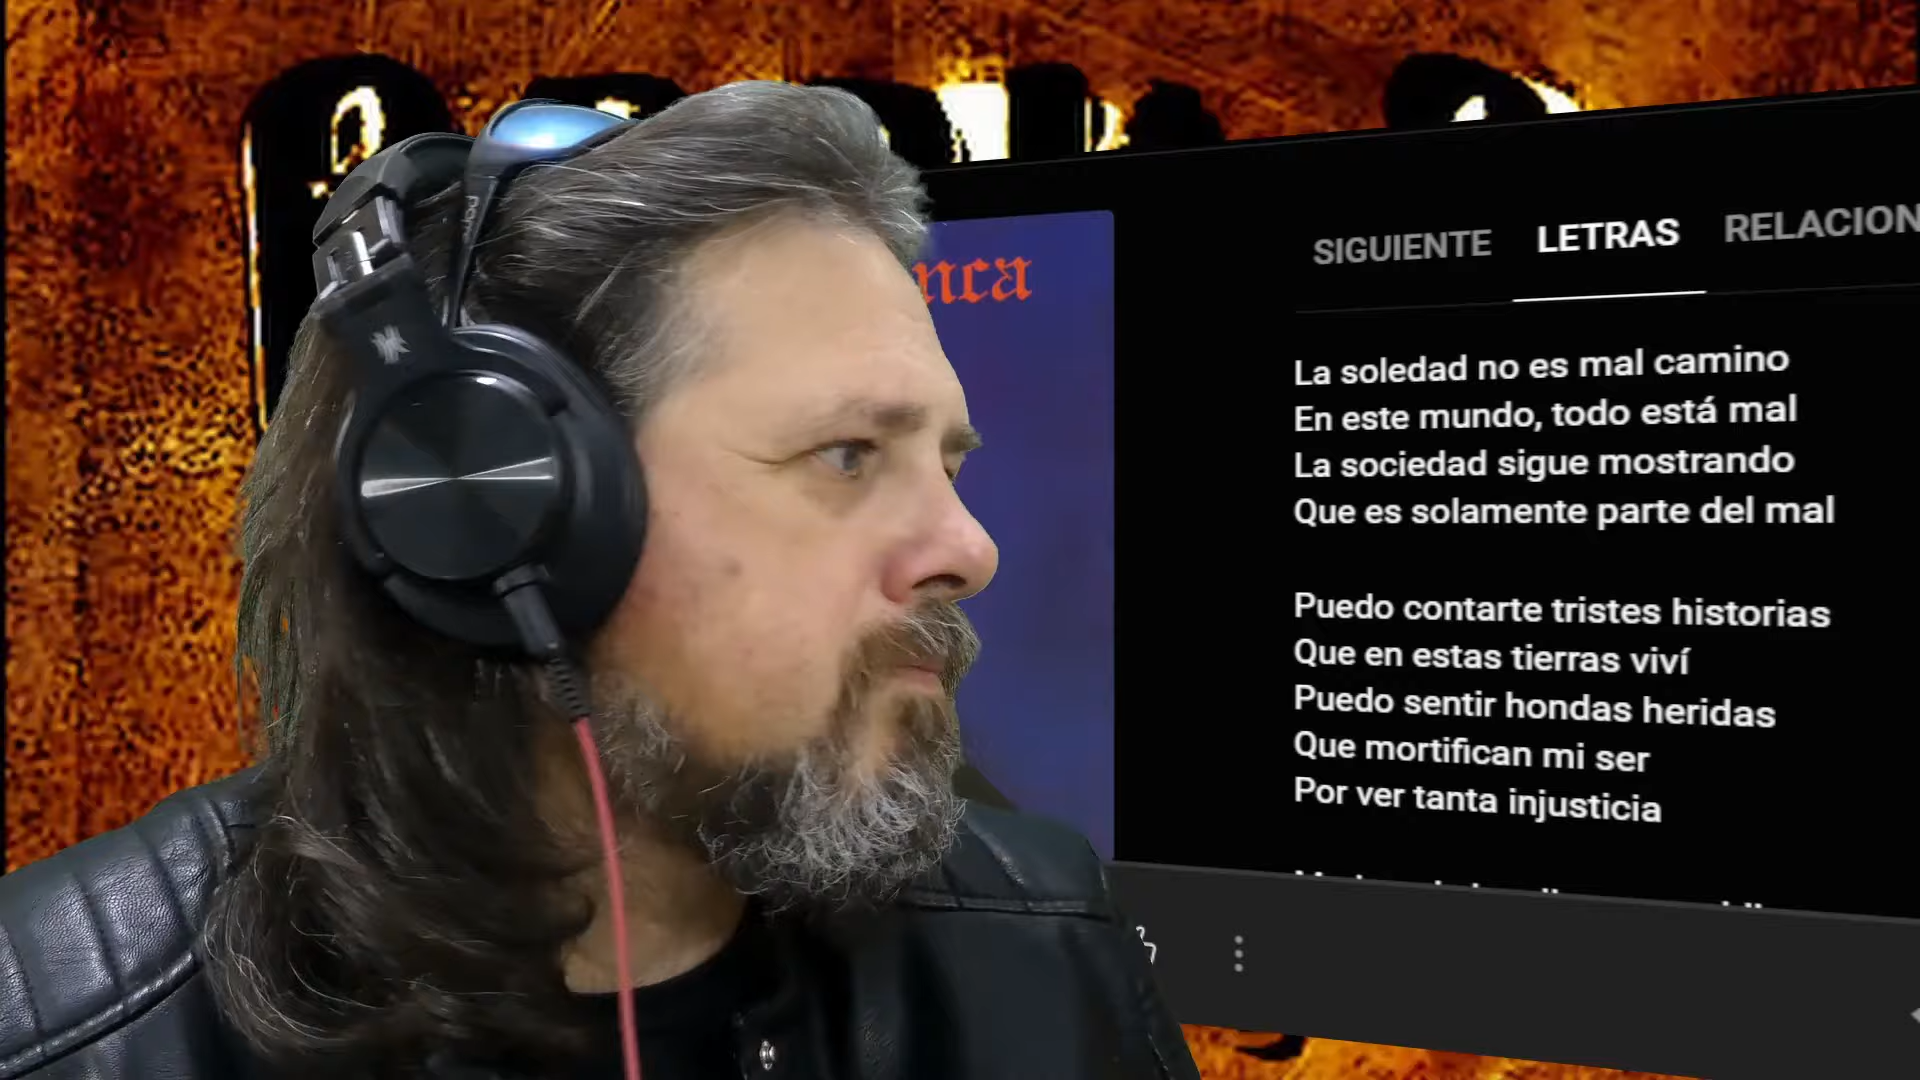 nca
SIGUIENTE LETRAS RELACION
La soledad no es mal camino
En este mundo, todo está mal
La sociedad sigue mostrando
Que es solamente parte del mal
Puedo contarte tristes historias
Que en estas tierras viví
Puedo sentir hondas heridas
Que mortifican mi ser
Por ver tanta injusticia